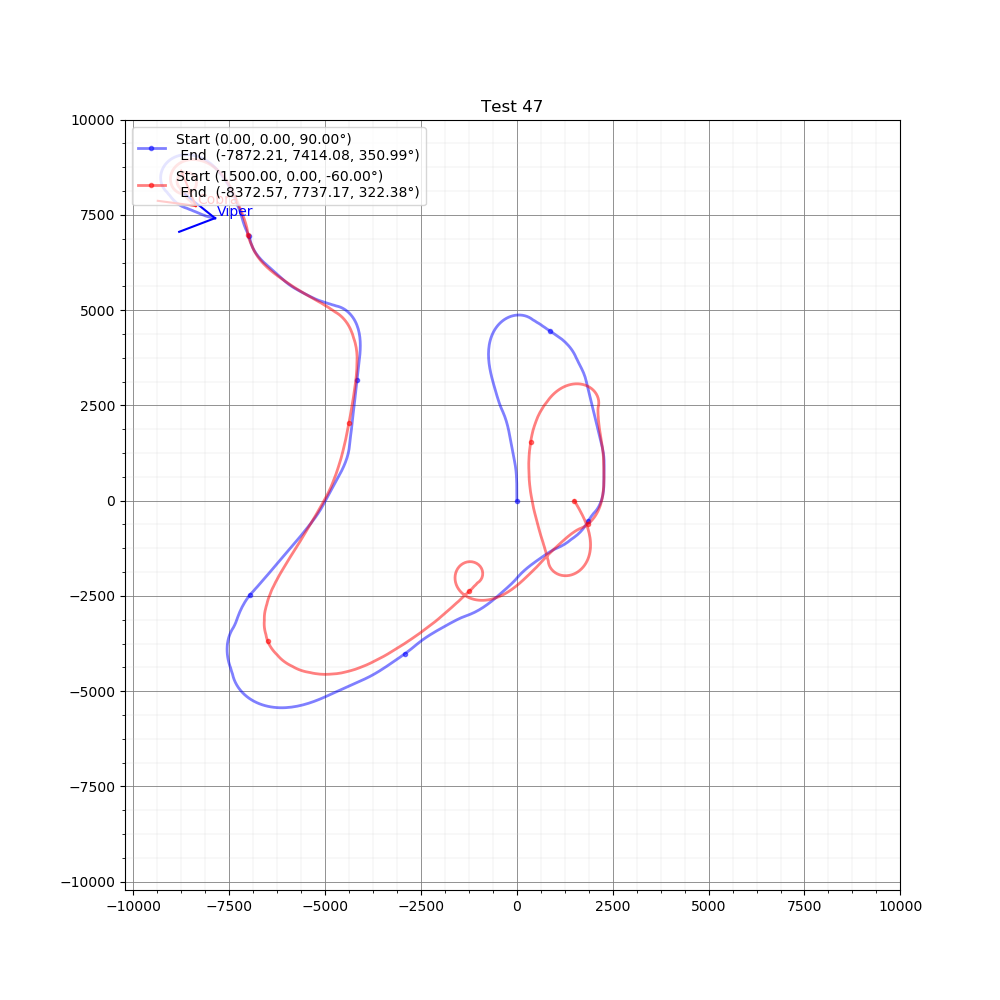 Test 47
Start (0.00, 0.00, 90.00°)
End (-7872.21, 7414.08, 350.99°)
Start (1500.00, 0.00, -60.00°)
End (-8372.57, 7737.17, 322.38°)
Cobra
Viper
10000
7500
5000
2500
0
−2500
−5000
−7500
−10000
−10000 −7500 −5000 −2500 0 2500 5000 7500 10000